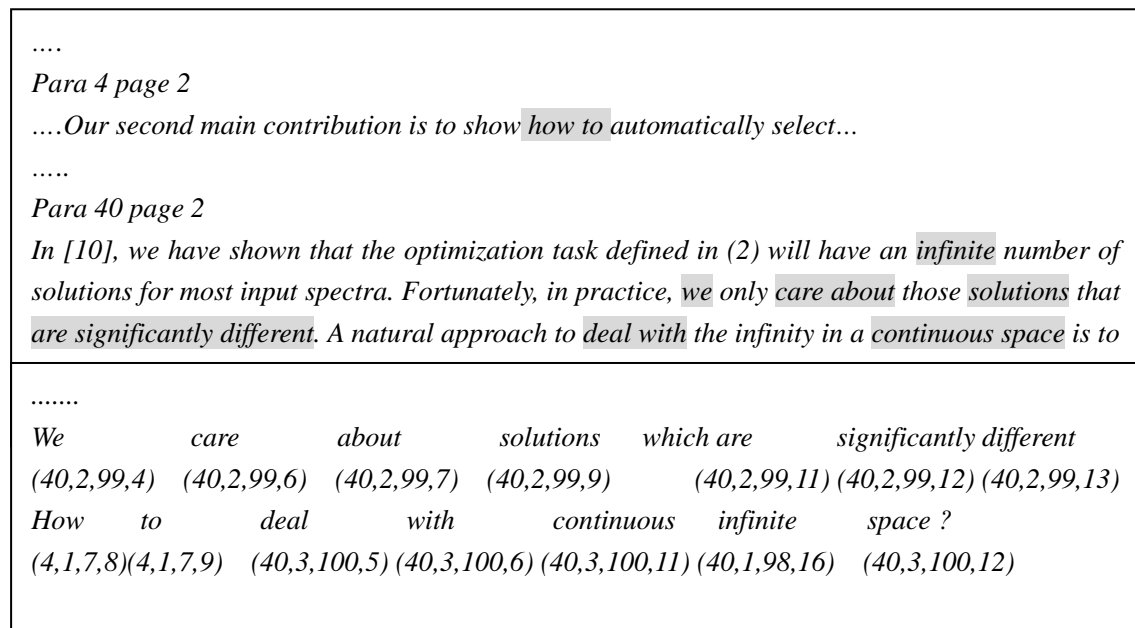 ….
Para 4 page 2
….Our second main contribution is to show how to automatically select…
…..
Para 40 page 2
In [10], we have shown that the optimization task defined in (2) will have an infinite number of
solutions for most input spectra. Fortunately, in practice, we only care about those solutions that
are significantly different. A natural approach to deal with the infinity in a continuous space is to
.......
We care about solutions which are significantly different
(40,2,99,4) (40,2,99,6) (40,2,99,7) (40,2,99,9) (40,2,99,11) (40,2,99,12) (40,2,99,13)
How to deal with continuous infinite space ?
(4,1,7,8)(4,1,7,9) (40,3,100,5) (40,3,100,6) (40,3,100,11) (40,1,98,16) (40,3,100,12)